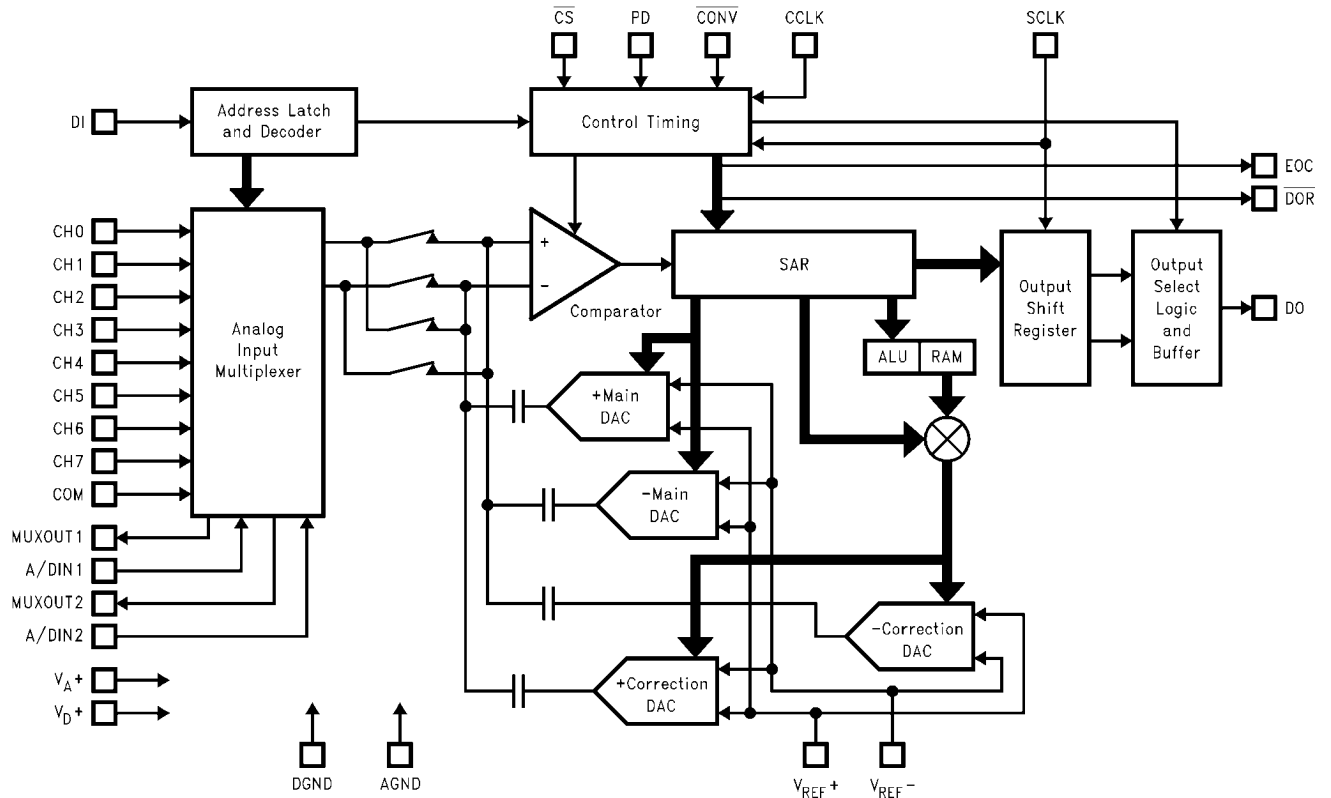 CS
PD
CONV
CCLK
SCLK
DI
Address Latch
and Decoder
Control Timing
EOC
DOR
CH0
CH1
CH2
CH3
CH4
CH5
CH6
CH7
COM
MUXOUT1
A/DIN1
MUXOUT2
A/DIN2
VA+
VD+
Analog
Input
Multiplexer
+
−
Comparator
SAR
Output
Shift
Register
Output
Select
Logic
and
Buffer
DO
ALU
RAM
+Main
DAC
−Main
DAC
−Correction
DAC
+Correction
DAC
DGND
AGND
VREF+
VREF−